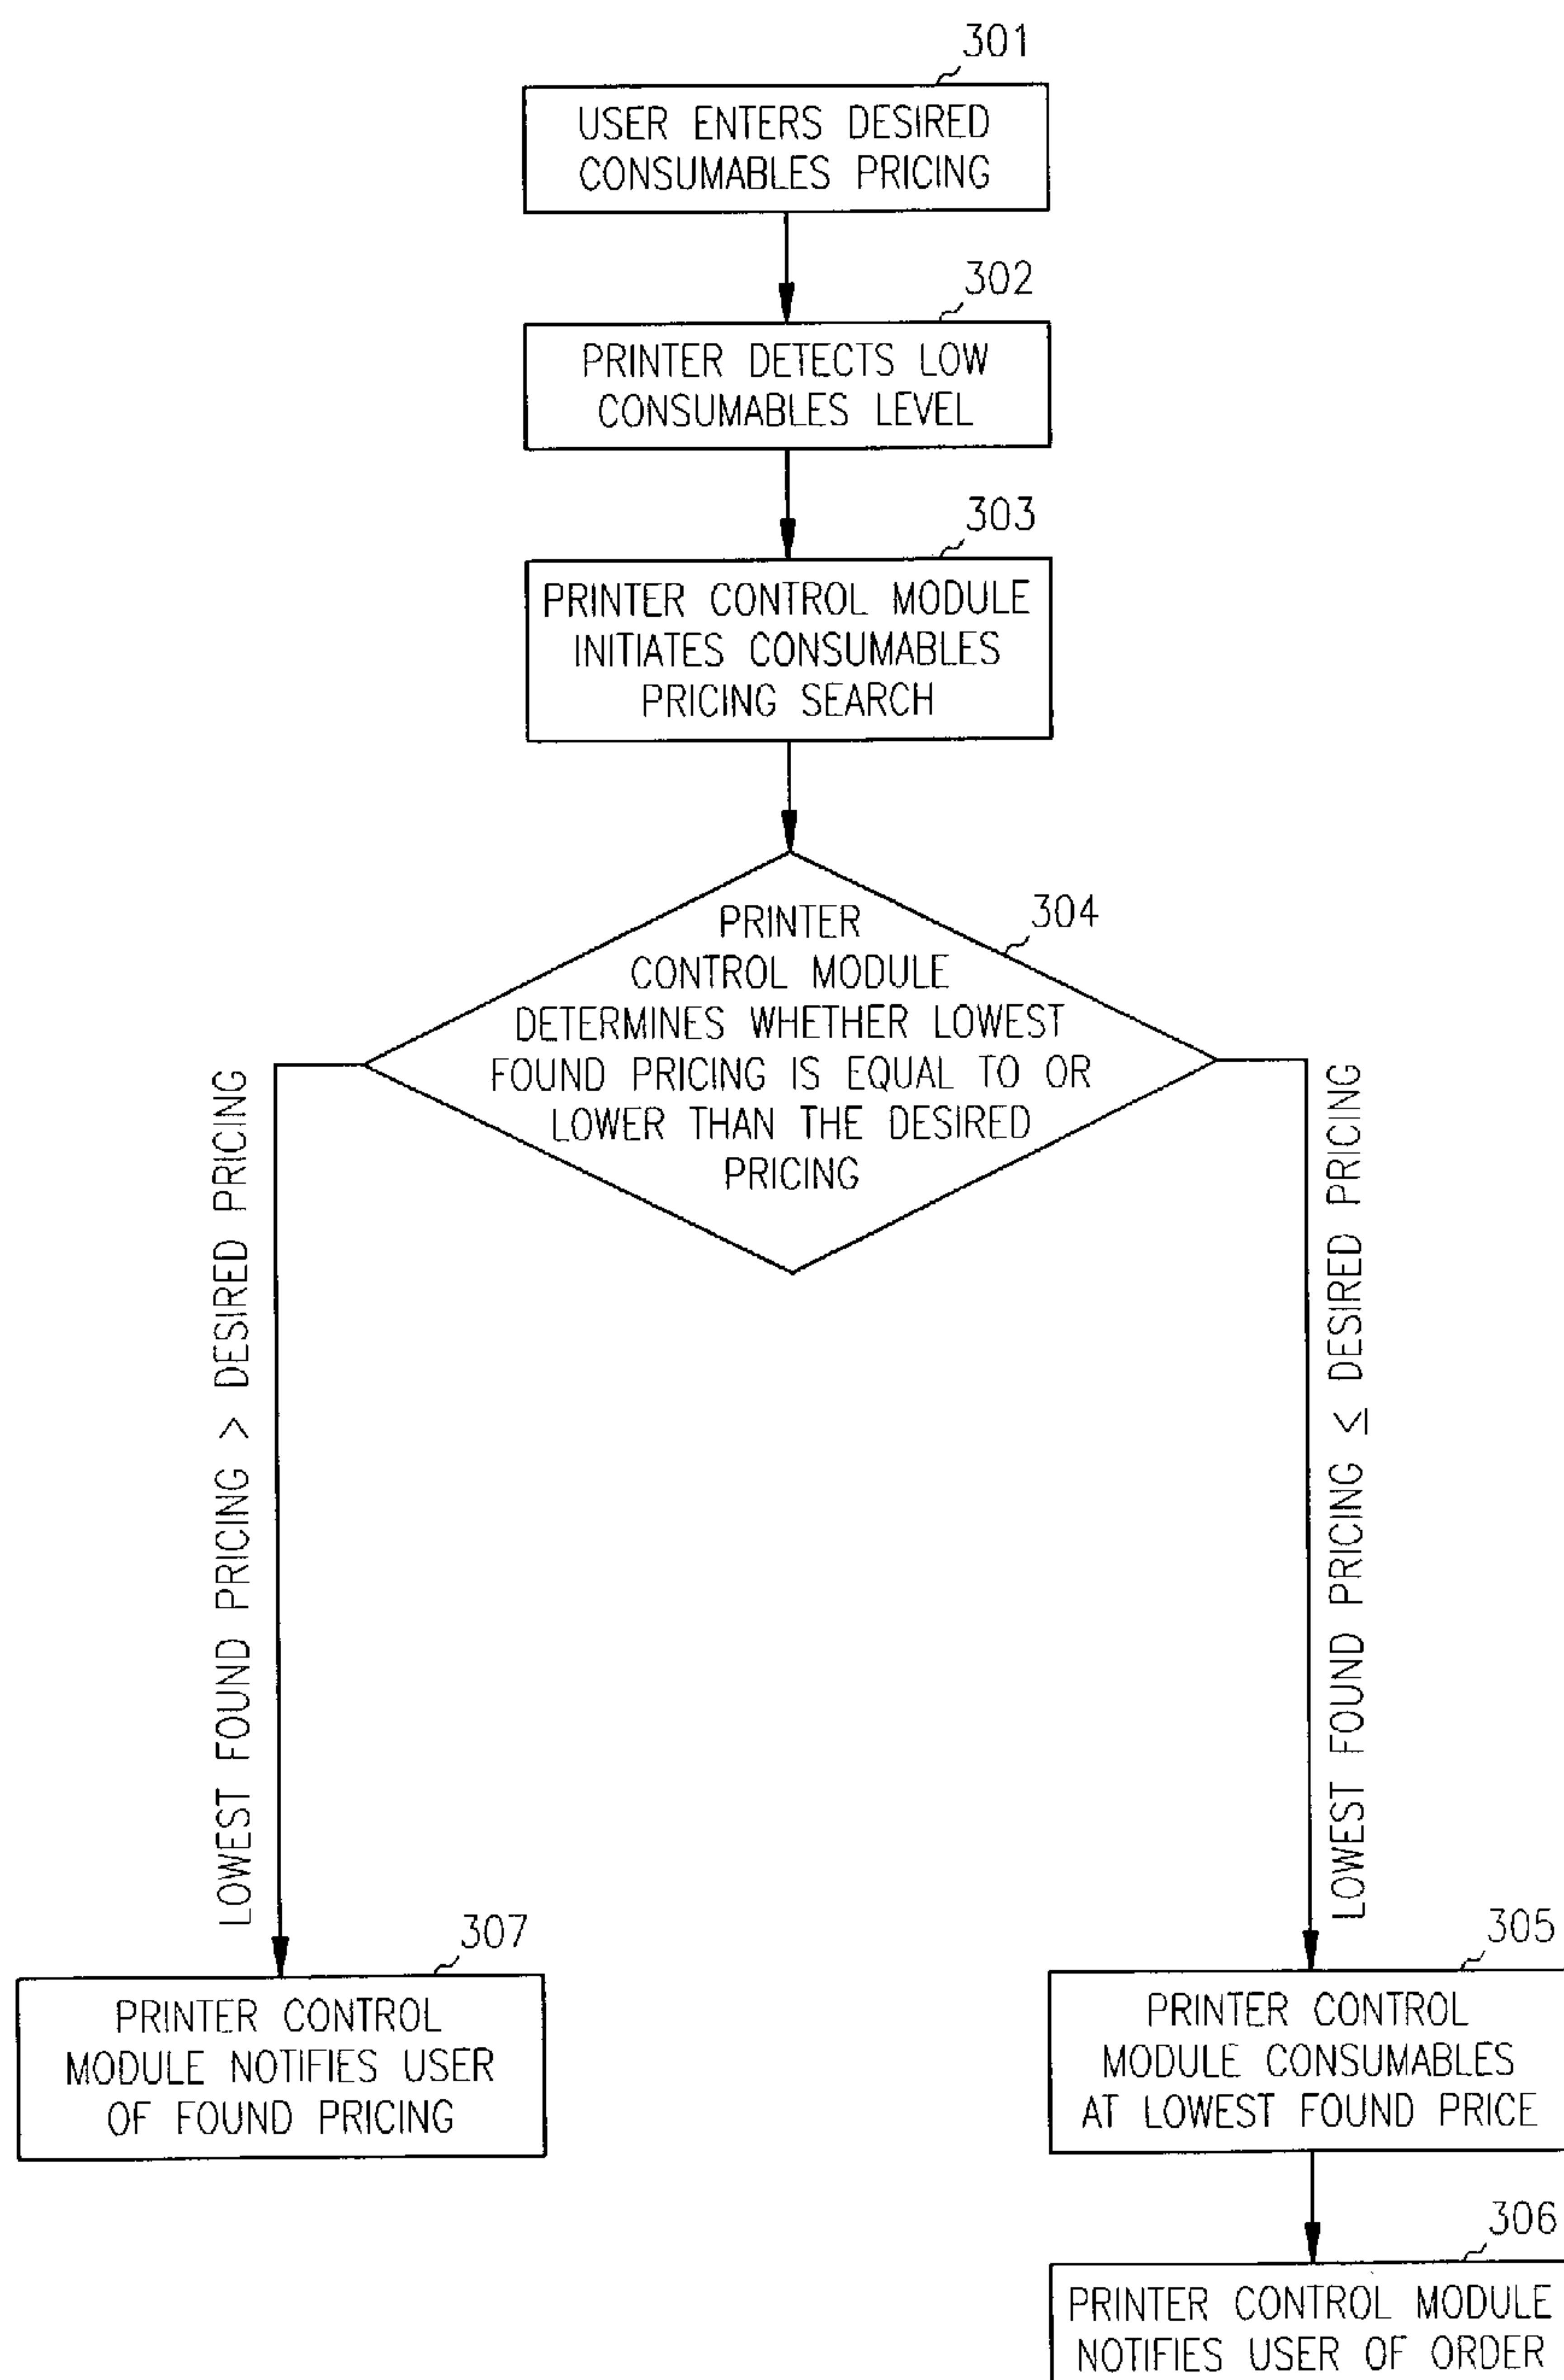 301
USER ENTERS DESIRED
CONSUMABLES PRICING
302
PRINTER DETECTS LOW
CONSUMABLES LEVEL
303
PRINTER CONTROL MODULE
INITIATES CONSUMABLES
PRICING SEARCH
304
PRINTER
CONTROL MODULE
DETERMINES WHETHER LOWEST
FOUND PRICING IS EQUAL TO OR
LOWER THAN THE DESIRED
PRICING
LOWEST FOUND PRICING > DESIRED PRICING
LOWEST FOUND PRICING ≤ DESIRED PRICING
307
PRINTER CONTROL
MODULE NOTIFIES USER
OF FOUND PRICING
305
PRINTER CONTROL
MODULE CONSUMABLES
AT LOWEST FOUND PRICE
306
PRINTER CONTROL MODULE
NOTIFIES USER OF ORDER